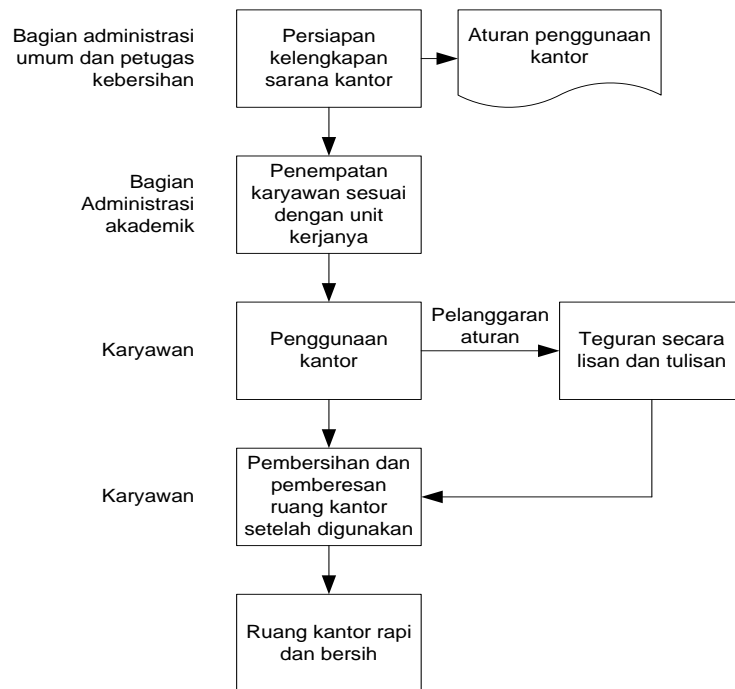 Bagian administrasi
umum dan petugas
kebersihan
Persiapan
kelengkapan
sarana kantor
Aturan penggunaan
kantor
Bagian
Administrasi
akademik
Penempatan
karyawan sesuai
dengan unit
kerjanya
Karyawan
Penggunaan
kantor
Pelanggaran
aturan
Teguran secara
lisan dan tulisan
Karyawan
Pembersihan dan
pemberesan
ruang kantor
setelah digunakan
Ruang kantor rapi
dan bersih